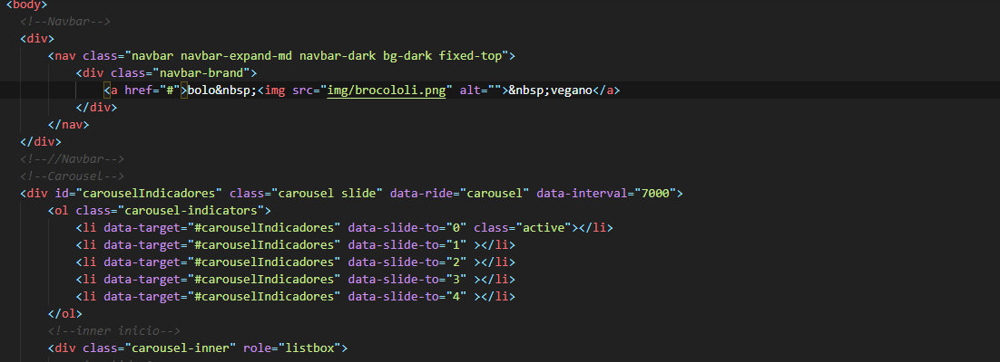 <body>
<!--Navbar-->
<div>
<nav class="navbar navbar-expand-md navbar-dark bg-dark fixed-top">
<div class="navbar-brand">
<a href="#">bolo&nbsp;<img src="img/brocololi.png" alt="">&nbsp;vegano</a>
</div>
</nav>
</div>
<!--//Navbar-->
<!--Carousel-->
<div id="carouselIndicadores" class="carousel slide" data-ride="carousel" data-interval="7000">
<ol class="carousel-indicators">
<li data-target="#carouselIndicadores" data-slide-to="0" class="active"></li>
<li data-target="#carouselIndicadores" data-slide-to="1" ></li>
<li data-target="#carouselIndicadores" data-slide-to="2" ></li>
<li data-target="#carouselIndicadores" data-slide-to="3" ></li>
<li data-target="#carouselIndicadores" data-slide-to="4" ></li>
</ol>
<!--inner inicio-->
<div class="carousel-inner" role="listbox">